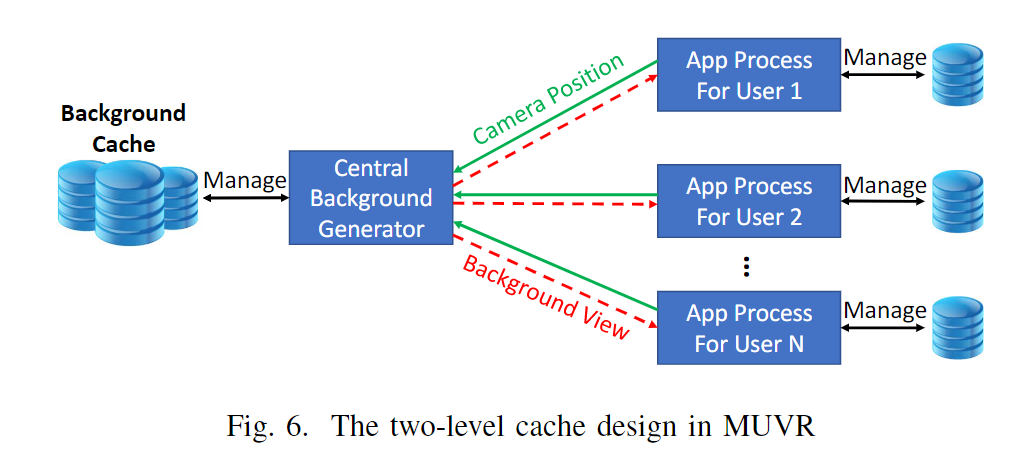 Background
Cache
Manage
Central
Background
Generator
Camera Position
Background View
App Process
For User 1
Manage
App Process
For User 2
Manage
...
App Process
For User N
Manage
Fig. 6. The two-level cache design in MUVR